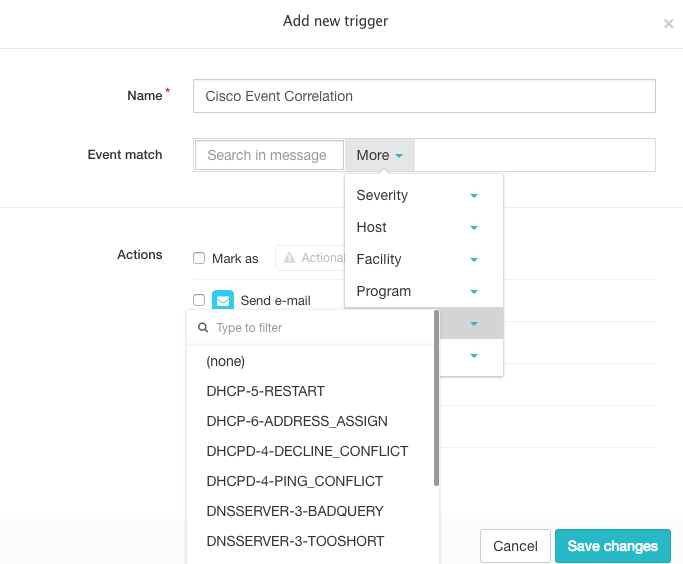 Add new trigger
×
Name *
Cisco Event Correlation
Event match
Search in message
More
Severity
Host
Facility
Program
Actions
Mark as
Send e-mail
Type to filter
(none)
DHCP-5-RESTART
DHCP-6-ADDRESS_ASSIGN
DHCPD-4-DECLINE_CONFLICT
DHCPD-4-PING_CONFLICT
DNSSERVER-3-BADQUERY
DNSSERVER-3-TOOSHORT
Cancel
Save changes